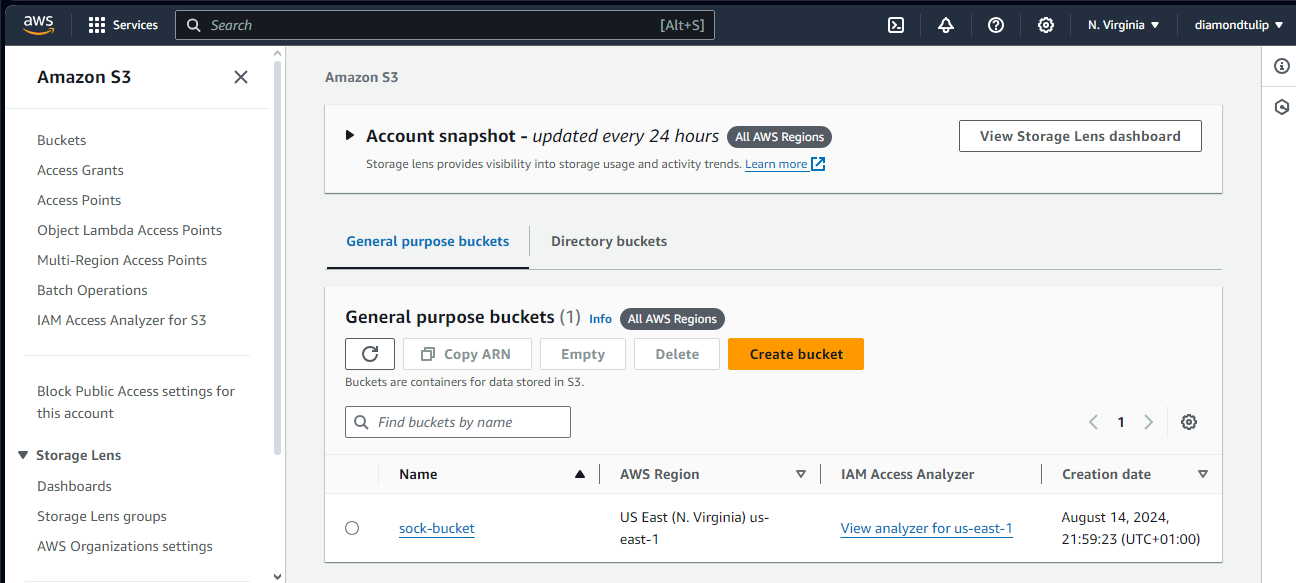 aws Services Search [Alt+S] N. Virginia diamondtulip
Amazon S3
Buckets
Access Grants
Access Points
Object Lambda Access Points
Multi-Region Access Points
Batch Operations
IAM Access Analyzer for S3
Block Public Access settings for
this account
Storage Lens
Dashboards
Storage Lens groups
AWS Organizations settings
Amazon S3
Account snapshot - updated every 24 hours All AWS Regions
View Storage Lens dashboard
Storage lens provides visibility into storage usage and activity trends. Learn more
General purpose buckets Directory buckets
General purpose buckets (1) Info All AWS Regions
Copy ARN Empty Delete Create bucket
Buckets are containers for data stored in S3.
Find buckets by name 1
Name AWS Region IAM Access Analyzer Creation date
sock-bucket
US East (N. Virginia) us-
east-1
View analyzer for us-east-1
August 14, 2024,
21:59:23 (UTC+01:00)